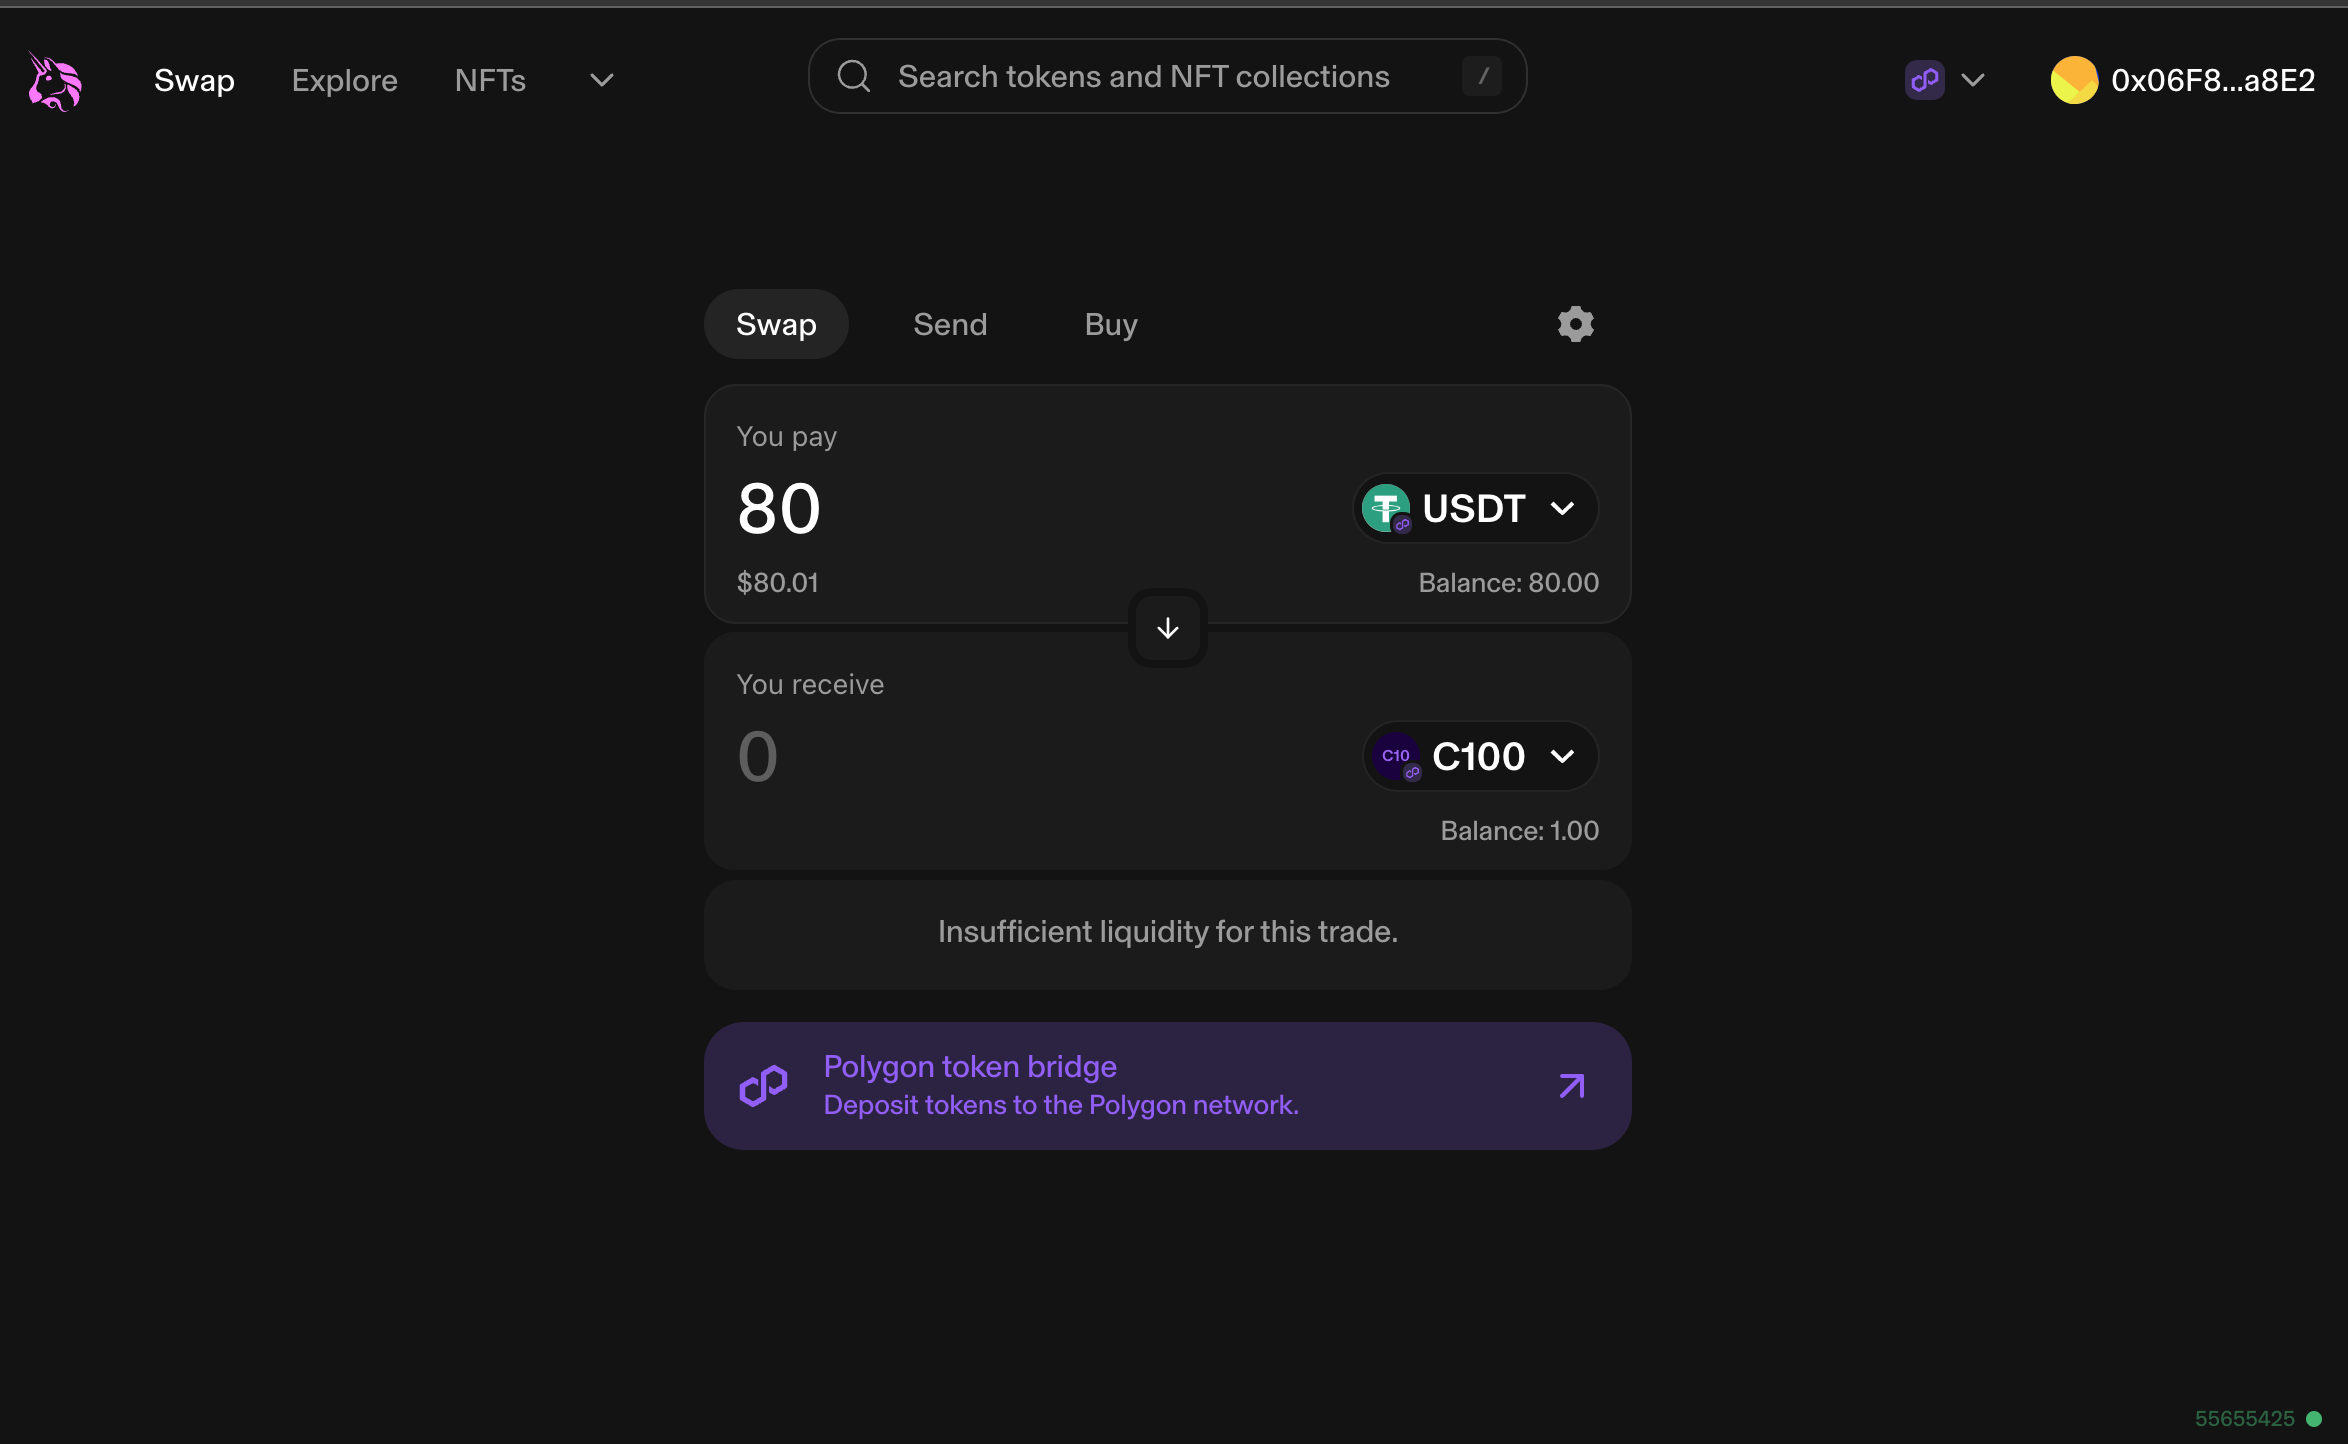 Swap
Explore
NFTs
Search tokens and NFT collections
/
0x06F8...a8E2
Swap
Send
Buy
You pay
80
USDT
$80.01
Balance: 80.00
You receive
0
C10
C100
Balance: 1.00
Insufficient liquidity for this trade.
Polygon token bridge
Deposit tokens to the Polygon network.
55655425